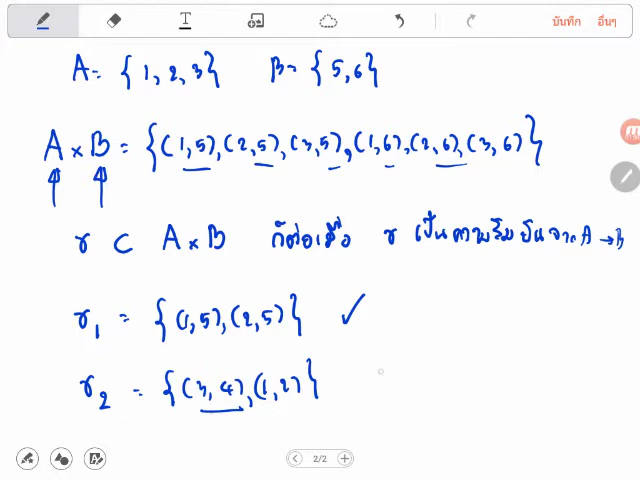 บันทึก อื่นๆ
A = { 1, 2, 3 } B = { 5, 6 }
A × B = { (1, 5), (2, 5), (3, 5), (1, 6), (2, 6), (3, 6) }
r ⊂ A × B ก็ต่อเมื่อ r เป็นความสัมพันธ์จาก A → B
r₁ = { (1, 5), (2, 5) } ✓
r₂ = { (3, 4), (1, 2) }
2/2